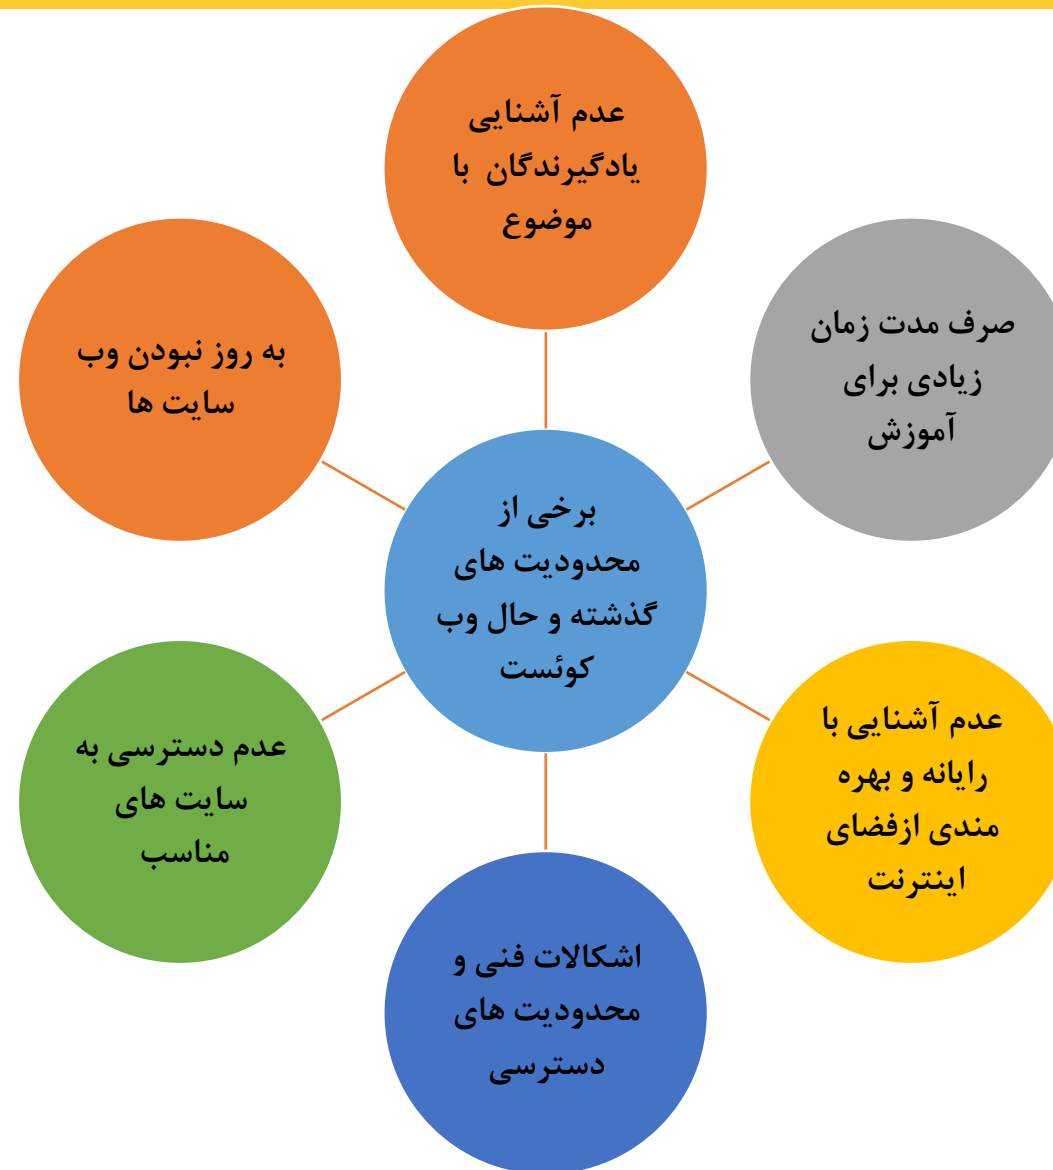 عدم آشنایی
یادگیرندگان با
موضوع
صرف مدت زمان
زیادی برای
آموزش
به روز نبودن وب
سایت ها
برخی از
محدودیت های
گذشته و حال وب
کوئست
عدم آشنایی با
رایانه و بهره
مندی ازفضای
اینترنت
عدم دسترسی به
سایت های
مناسب
اشکالات فنی و
محدودیت های
دسترسی